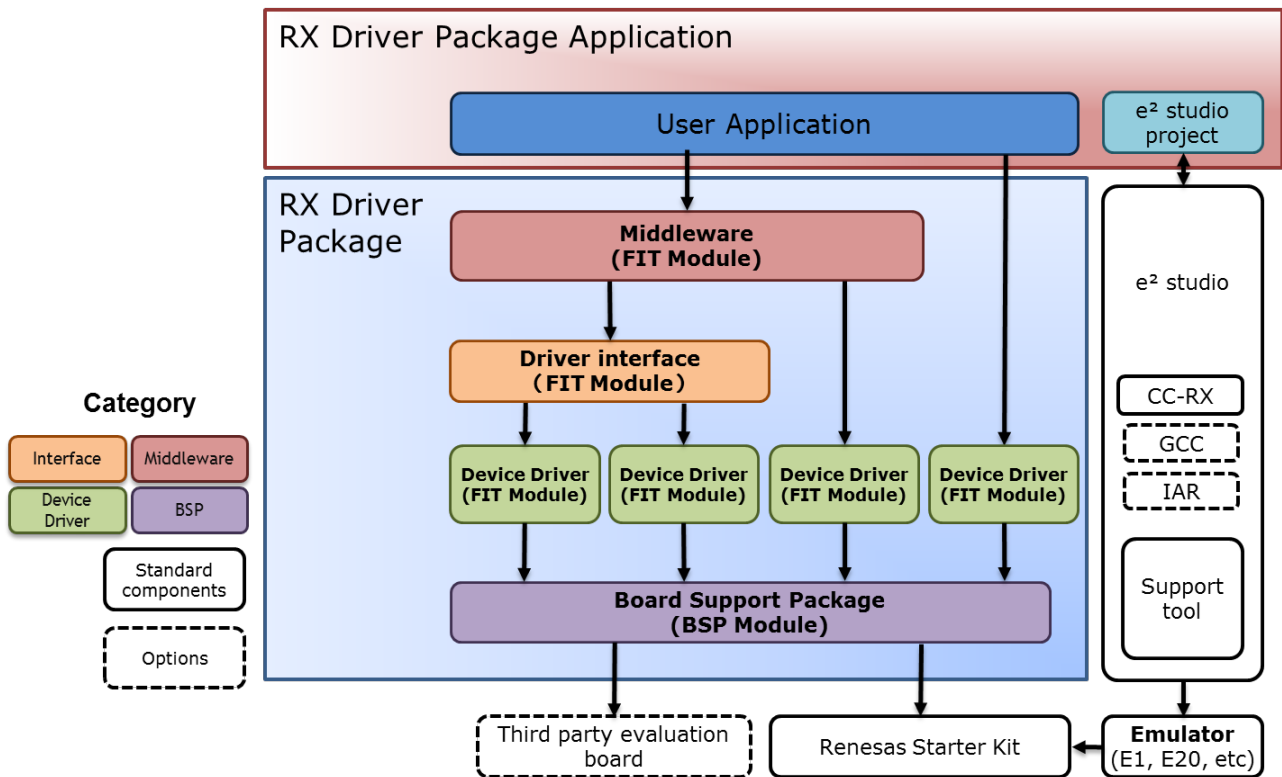 RX Driver Package Application
User Application
e² studio
project
RX Driver
Package
Middleware
(FIT Module)
e² studio
Driver interface
（FIT Module）
CC-RX
GCC
IAR
Category
Interface
Middleware
Device
Driver
BSP
Standard
components
Options
Device Driver
(FIT Module)
Device Driver
(FIT Module)
Device Driver
(FIT Module)
Device Driver
(FIT Module)
Support
tool
Board Support Package
(BSP Module)
Third party evaluation
board
Renesas Starter Kit
Emulator
(E1, E20, etc)